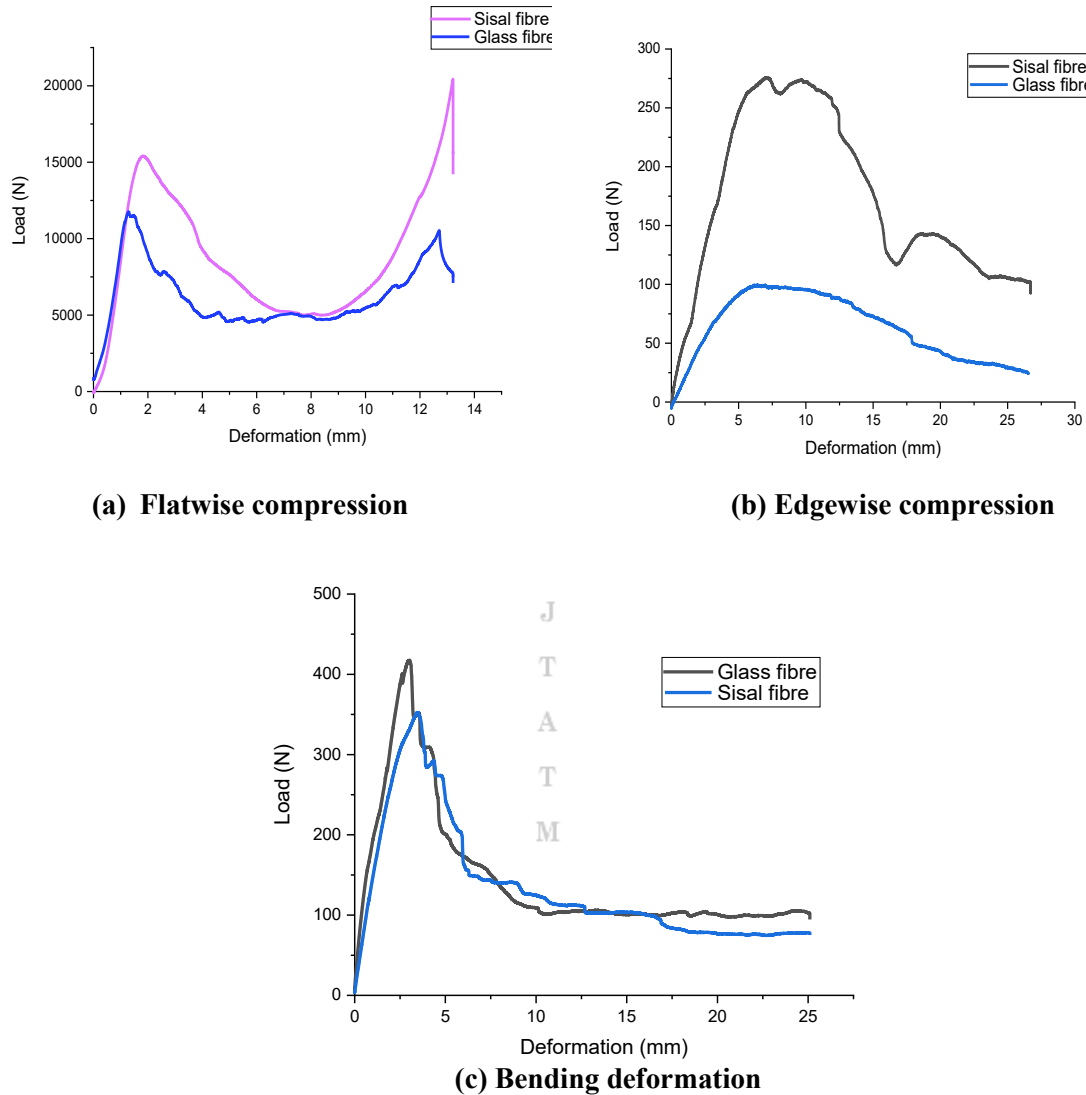 Sisal fibre
Glass fibre
20000
15000
10000
5000
0
Load (N)
0 2 4 6 8 10 12 14
Deformation (mm)
(a) Flatwise compression
Sisal fibre
Glass fibre
300
250
200
150
100
50
0
Load (N)
0 5 10 15 20 25 30
Deformation (mm)
(b) Edgewise compression
J
T
A
T
M
Glass fibre
Sisal fibre
500
400
300
200
100
0
Load (N)
0 5 10 15 20 25
Deformation (mm)
(c) Bending deformation